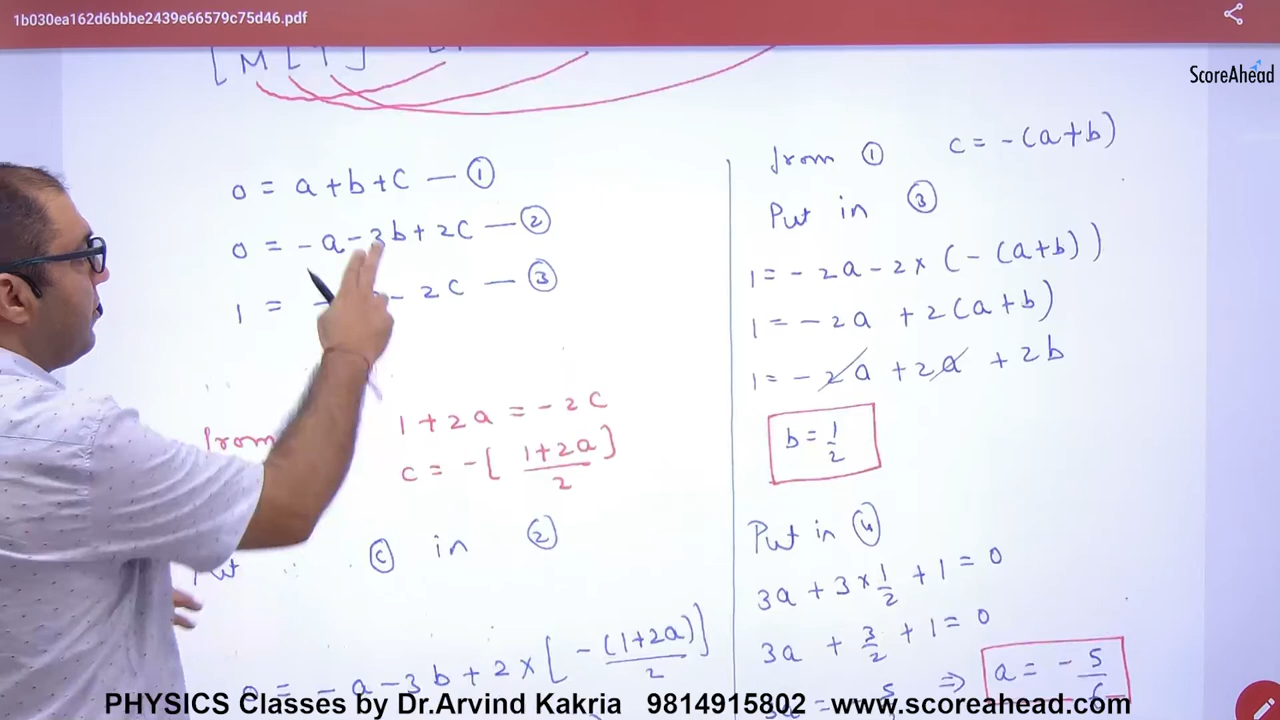 1b030ea162d6bbbe2439e66579c75d46.pdf
ScoreAhead
[M L T]
0 = a+b+c — ①
0 = -a-3b+2c — ②
1 = - 2c — ③
from
1+2a = -2c
c = -[ (1+2a)/2 ]
Put ⓒ in ②
0 = -a-3b+2×[ -(1+2a)/2 ]
from ① c = -(a+b)
Put in ③
1 = -2a-2×(-(a+b))
1 = -2a +2(a+b)
1 = -2a +2a +2b
b = 1/2
Put in ④
3a + 3×1/2 +1 = 0
3a + 3/2 +1 = 0
⇒ a = -5/6
PHYSICS Classes by Dr.Arvind Kakria 9814915802 www.scoreahead.com